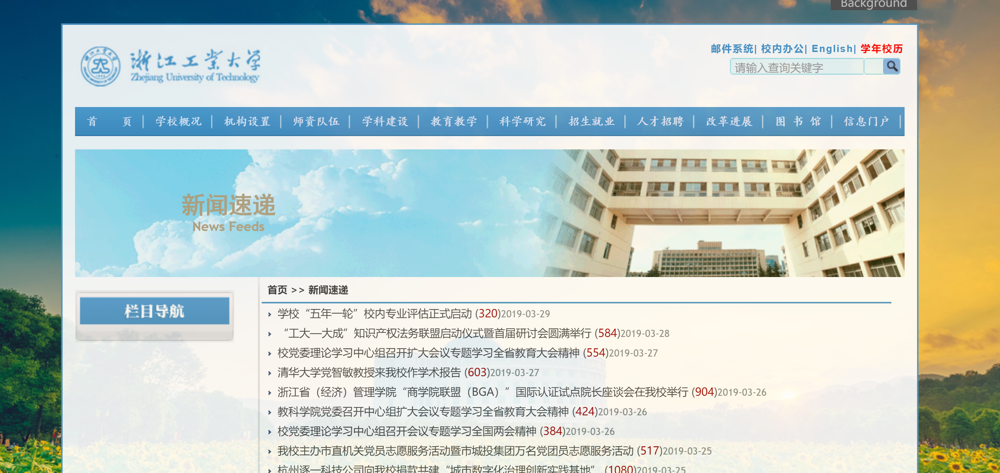 Background
邮件系统| 校内办公| English| 学年校历
浙江工业大学
Zhejiang University of Technology
请输入查询关键字
首 页 学校概况 机构设置 师资队伍 学科建设 教育教学 科学研究 招生就业 人才招聘 改革进展 图书馆 信息门户
新闻速递
News Feeds
首页 >> 新闻速递
栏目导航
学校“五年一轮”校内专业评估正式启动 (320)2019-03-29
“工大—大成”知识产权法务联盟启动仪式暨首届研讨会圆满举行 (584)2019-03-28
校党委理论学习中心组召开扩大会议专题学习全省教育大会精神 (554)2019-03-27
清华大学党智敏教授来我校作学术报告 (603)2019-03-27
浙江省（经济）管理学院“商学院联盟（BGA）”国际认证试点院长座谈会在我校举行 (904)2019-03-26
教科学院党委召开中心组扩大会议专题学习全省教育大会精神 (424)2019-03-26
校党委理论学习中心组召开会议专题学习全国两会精神 (384)2019-03-26
我校主办市直机关党员志愿服务活动暨市城投集团万名党团员志愿服务活动 (517)2019-03-25
杭州逐一科技公司向我校捐款共建“城市数字化治理创新实践基地” (1080)2019-03-25